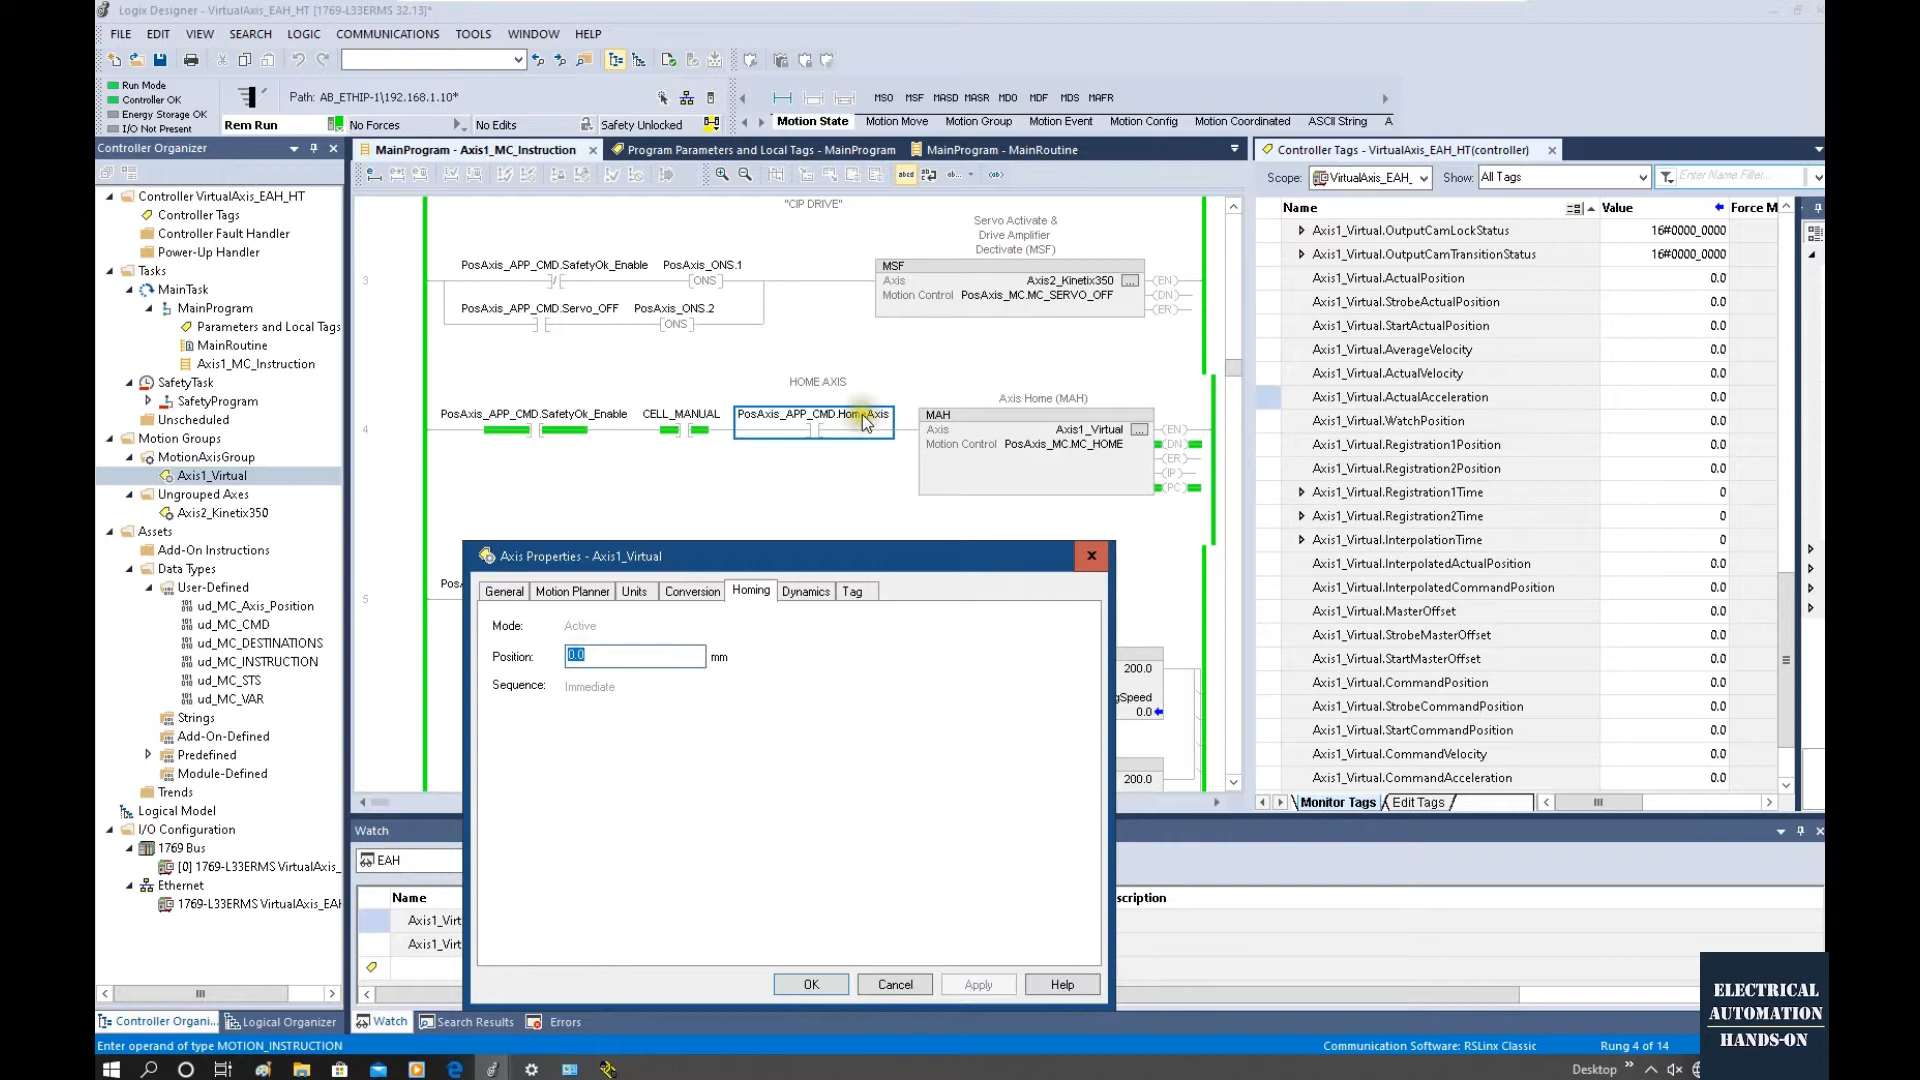 Logix Designer - VirtualAxis_EAH_HT [1769-L33ERMS 32.13]*
FILE EDIT VIEW SEARCH LOGIC COMMUNICATIONS TOOLS WINDOW HELP
Run Mode
Controller OK
Energy Storage OK
I/O Not Present
Path: AB_ETHIP-1\192.168.1.10*
Rem Run No Forces No Edits Safety Unlocked
MSO MSF MASD MASR MDO MDF MDS MAFR
Motion State Motion Move Motion Group Motion Event Motion Config Motion Coordinated ASCII String A
Controller Organizer
Controller VirtualAxis_EAH_HT
Controller Tags
Controller Fault Handler
Power-Up Handler
Tasks
MainTask
MainProgram
Parameters and Local Tags
MainRoutine
Axis1_MC_Instruction
SafetyTask
SafetyProgram
Unscheduled
Motion Groups
MotionAxisGroup
Axis1_Virtual
Ungrouped Axes
Axis2_Kinetix350
Assets
Add-On Instructions
Data Types
User-Defined
ud_MC_Axis_Position
ud_MC_CMD
ud_MC_DESTINATIONS
ud_MC_INSTRUCTION
ud_MC_STS
ud_MC_VAR
Strings
Add-On-Defined
Predefined
Module-Defined
Trends
Logical Model
I/O Configuration
1769 Bus
[0] 1769-L33ERMS VirtualAxis_
Ethernet
1769-L33ERMS VirtualAxis_EAH
Controller Organi... Logical Organizer
MainProgram - Axis1_MC_Instruction Program Parameters and Local Tags - MainProgram MainProgram - MainRoutine
"CIP DRIVE"
Servo Activate &
Drive Amplifier
Dectivate (MSF)
3
PosAxis_APP_CMD.SafetyOk_Enable PosAxis_ONS.1
ONS
PosAxis_APP_CMD.Servo_OFF PosAxis_ONS.2
ONS
MSF
Axis Axis2_Kinetix350 ...
Motion Control PosAxis_MC.MC_SERVO_OFF
EN
DN
ER
HOME AXIS
4
PosAxis_APP_CMD.SafetyOk_Enable CELL_MANUAL PosAxis_APP_CMD.HomeAxis
Axis Home (MAH)
MAH
Axis Axis1_Virtual ...
Motion Control PosAxis_MC.MC_HOME
EN
DN
ER
IP
PC
5
PosA
200.0
gSpeed
0.0
200.0
Axis Properties - Axis1_Virtual
General Motion Planner Units Conversion Homing Dynamics Tag
Mode: Active
Position: 0.0 mm
Sequence: Immediate
OK Cancel Apply Help
Controller Tags - VirtualAxis_EAH_HT(controller)
Scope: VirtualAxis_EAH_ Show: All Tags Enter Name Filter...
Name Value Force M
Axis1_Virtual.OutputCamLockStatus 16#0000_0000
Axis1_Virtual.OutputCamTransitionStatus 16#0000_0000
Axis1_Virtual.ActualPosition 0.0
Axis1_Virtual.StrobeActualPosition 0.0
Axis1_Virtual.StartActualPosition 0.0
Axis1_Virtual.AverageVelocity 0.0
Axis1_Virtual.ActualVelocity 0.0
Axis1_Virtual.ActualAcceleration 0.0
Axis1_Virtual.WatchPosition 0.0
Axis1_Virtual.Registration1Position 0.0
Axis1_Virtual.Registration2Position 0.0
Axis1_Virtual.Registration1Time 0
Axis1_Virtual.Registration2Time 0
Axis1_Virtual.InterpolationTime 0
Axis1_Virtual.InterpolatedActualPosition 0.0
Axis1_Virtual.InterpolatedCommandPosition 0.0
Axis1_Virtual.MasterOffset 0.0
Axis1_Virtual.StrobeMasterOffset 0.0
Axis1_Virtual.StartMasterOffset 0.0
Axis1_Virtual.CommandPosition 0.0
Axis1_Virtual.StrobeCommandPosition 0.0
Axis1_Virtual.StartCommandPosition 0.0
Axis1_Virtual.CommandVelocity 0.0
Axis1_Virtual.CommandAcceleration 0.0
Monitor Tags Edit Tags
Watch
EAH
Name scription
Axis1_Virt
Axis1_Virt
Watch Search Results Errors
Enter operand of type MOTION_INSTRUCTION Communication Software: RSLinx Classic Rung 4 of 14
Desktop
ELECTRICAL
AUTOMATION
HANDS-ON